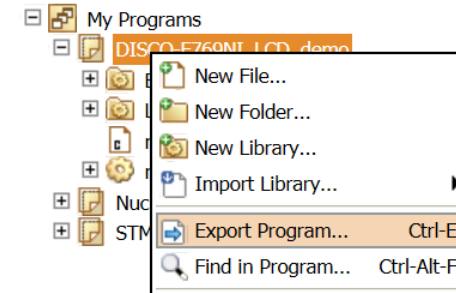 My Programs
DISCO-F769NI_LCD_demo
New File...
New Folder...
New Library...
Import Library...
Nuc
STM
Export Program... Ctrl-E
Find in Program... Ctrl-Alt-F